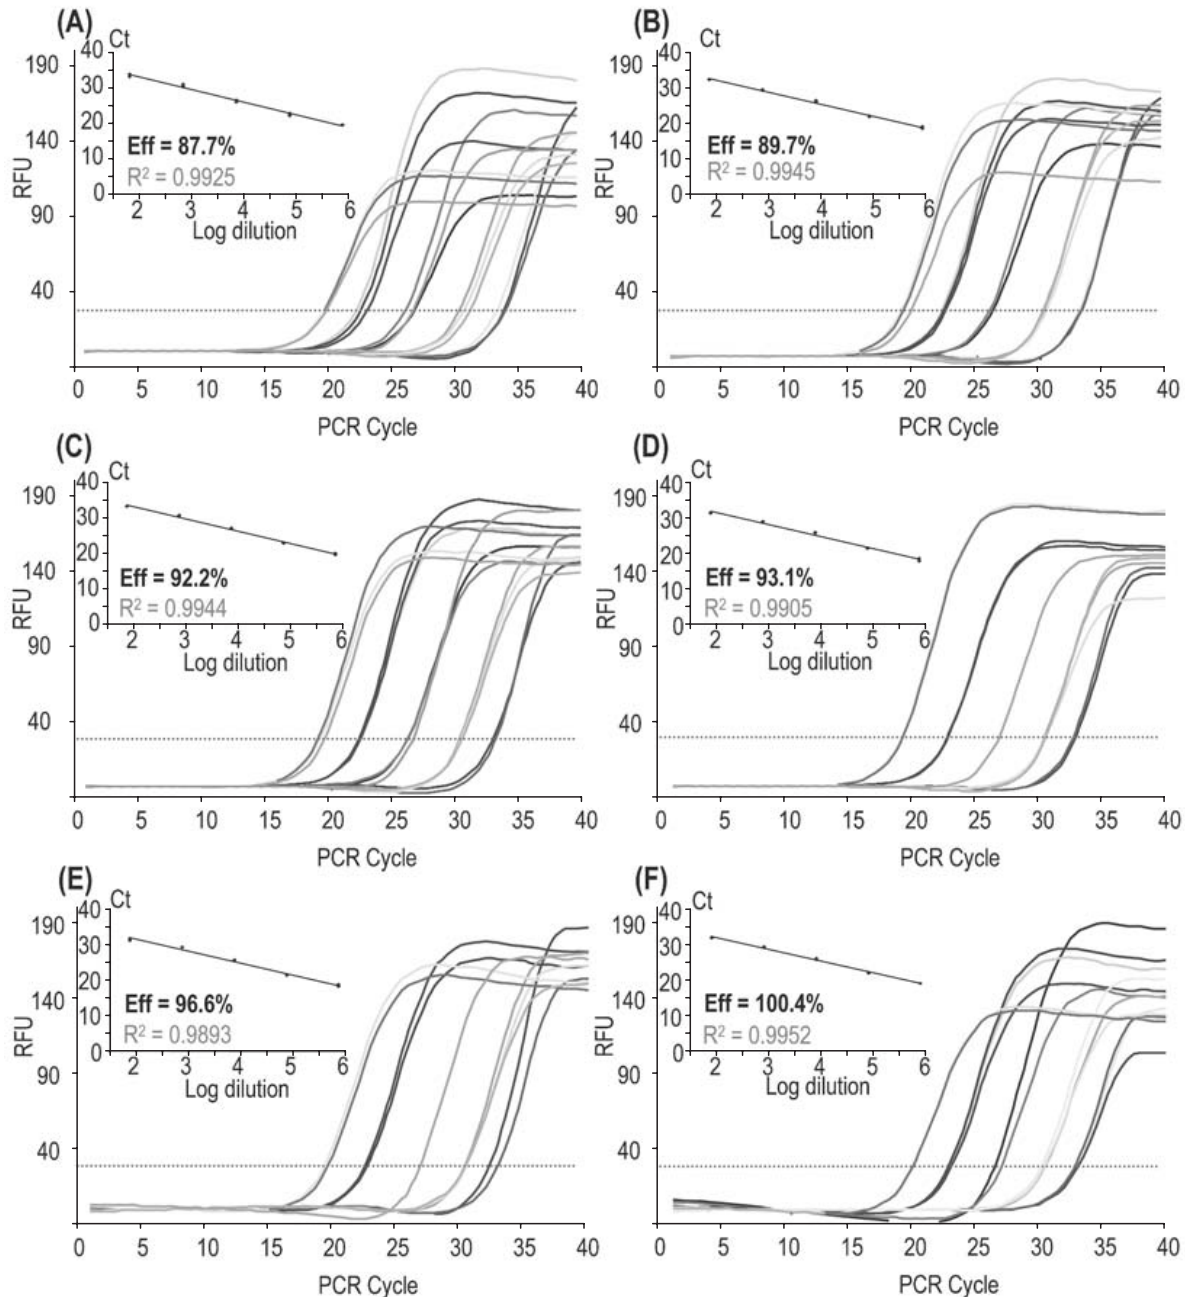 (A)
Ct
40
30
20
10
0
Eff = 87.7%
R² = 0.9925
2 3 4 5 6
Log dilution
190
140
90
40
RFU
0 5 10 15 20 25 30 35 40
PCR Cycle
(B)
Ct
40
30
20
10
0
Eff = 89.7%
R² = 0.9945
2 3 4 5 6
Log dilution
190
140
90
40
RFU
0 5 10 15 20 25 30 35 40
PCR Cycle
(C)
Ct
40
30
20
10
0
Eff = 92.2%
R² = 0.9944
2 3 4 5 6
Log dilution
190
140
90
40
RFU
0 5 10 15 20 25 30 35 40
PCR Cycle
(D)
Ct
40
30
20
10
0
Eff = 93.1%
R² = 0.9905
2 3 4 5 6
Log dilution
190
140
90
40
RFU
0 5 10 15 20 25 30 35 40
PCR Cycle
(E)
Ct
40
30
20
10
0
Eff = 96.6%
R² = 0.9893
2 3 4 5 6
Log dilution
190
140
90
40
RFU
0 5 10 15 20 25 30 35 40
PCR Cycle
(F)
Ct
40
30
20
10
0
Eff = 100.4%
R² = 0.9952
2 3 4 5 6
Log dilution
190
140
90
40
RFU
0 5 10 15 20 25 30 35 40
PCR Cycle